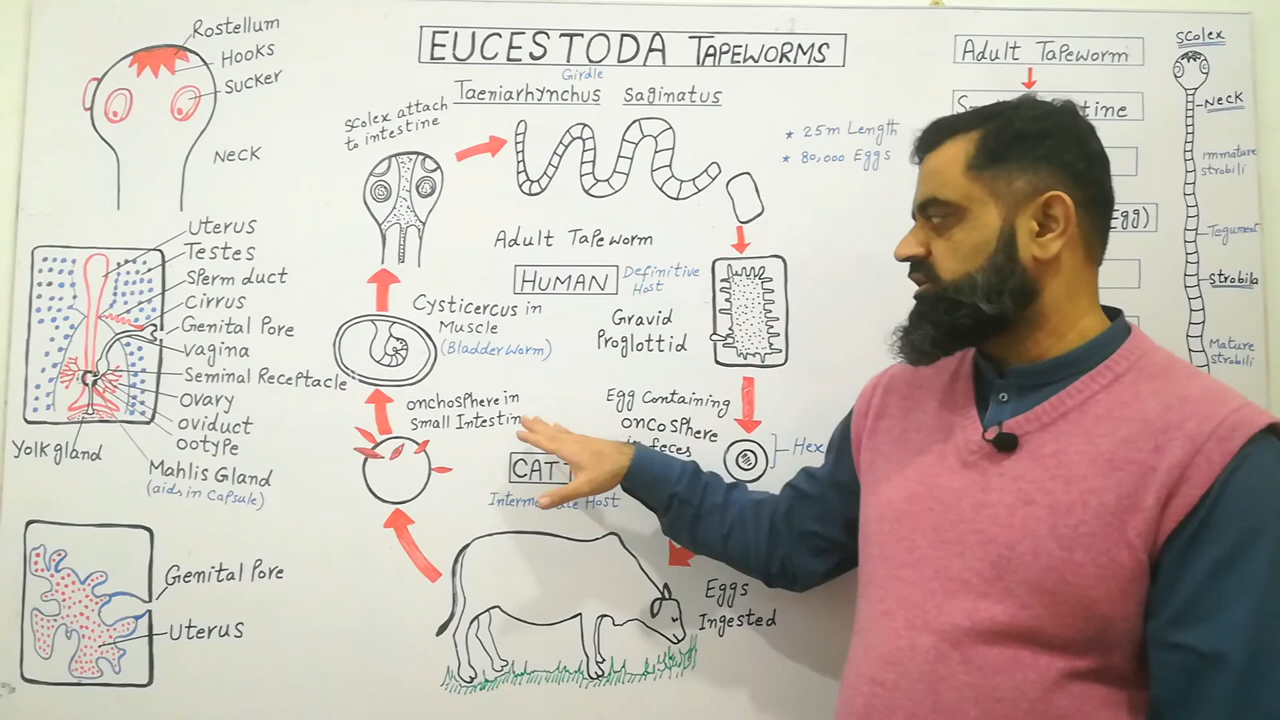 EUCESTODA TAPEWORMS
Girdle
Taeniarhynchus Saginatus
Rostellum
Hooks
Sucker
NECK
Uterus
Testes
Sperm duct
Cirrus
Genital Pore
Vagina
Seminal Receptacle
Ovary
oviduct
ootype
Yolk gland
Mahlis Gland
(aids in Capsule)
Genital Pore
Uterus
Scolex attach
to intestine
* 25m Length
* 80,000 Eggs
Adult Tapeworm
HUMAN
Definitive
Host
Cysticercus in
Muscle
(Bladder worm)
Gravid
Proglottid
onchosphere in
Small Intestin
Egg Containing
oncosphere
in feces
Hex
CATT
Host
Eggs
Ingested
Adult Tapeworm
Egg)
Scolex
NECK
immature
strobili
Tegument
Strobila
Mature
strobili